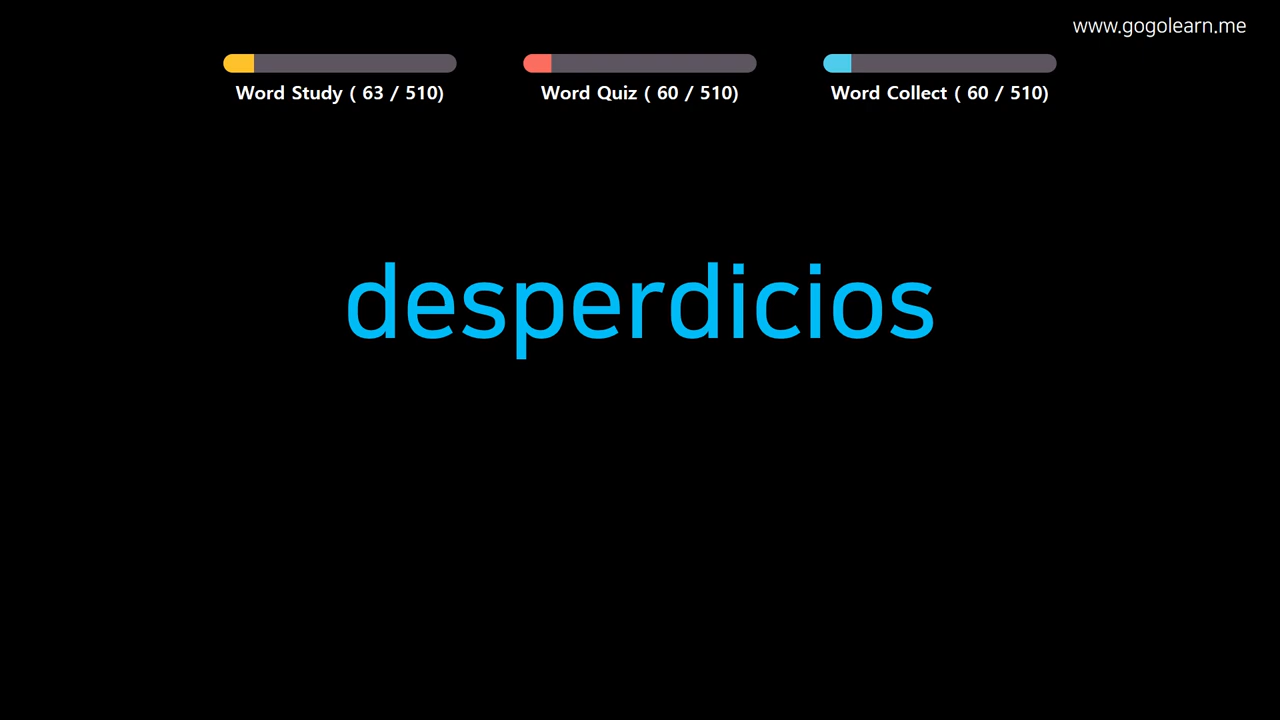 www.gogolearn.me
Word Study ( 63 / 510)
Word Quiz ( 60 / 510)
Word Collect ( 60 / 510)
desperdicios